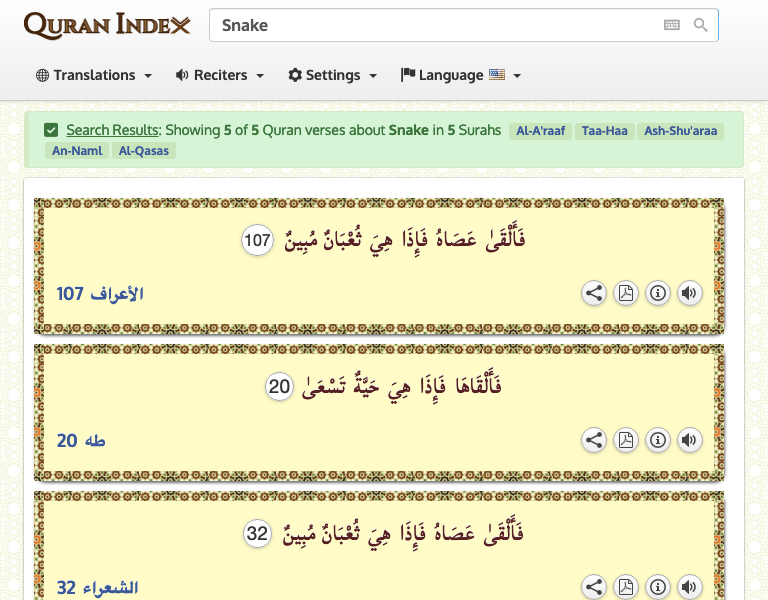 QURAN INDEX
Snake
Translations Reciters Settings Language
Search Results: Showing 5 of 5 Quran verses about Snake in 5 Surahs Al-A'raaf Taa-Haa Ash-Shu'araa
An-Naml Al-Qasas
فَأَلْقَىٰ عَصَاهُ فَإِذَا هِيَ ثُعْبَانٌ مُبِينٌ 107
الأعراف 107
فَأَلْقَاهَا فَإِذَا هِيَ حَيَّةٌ تَسْعَىٰ 20
طه 20
فَأَلْقَىٰ عَصَاهُ فَإِذَا هِيَ ثُعْبَانٌ مُبِينٌ 32
الشعراء 32